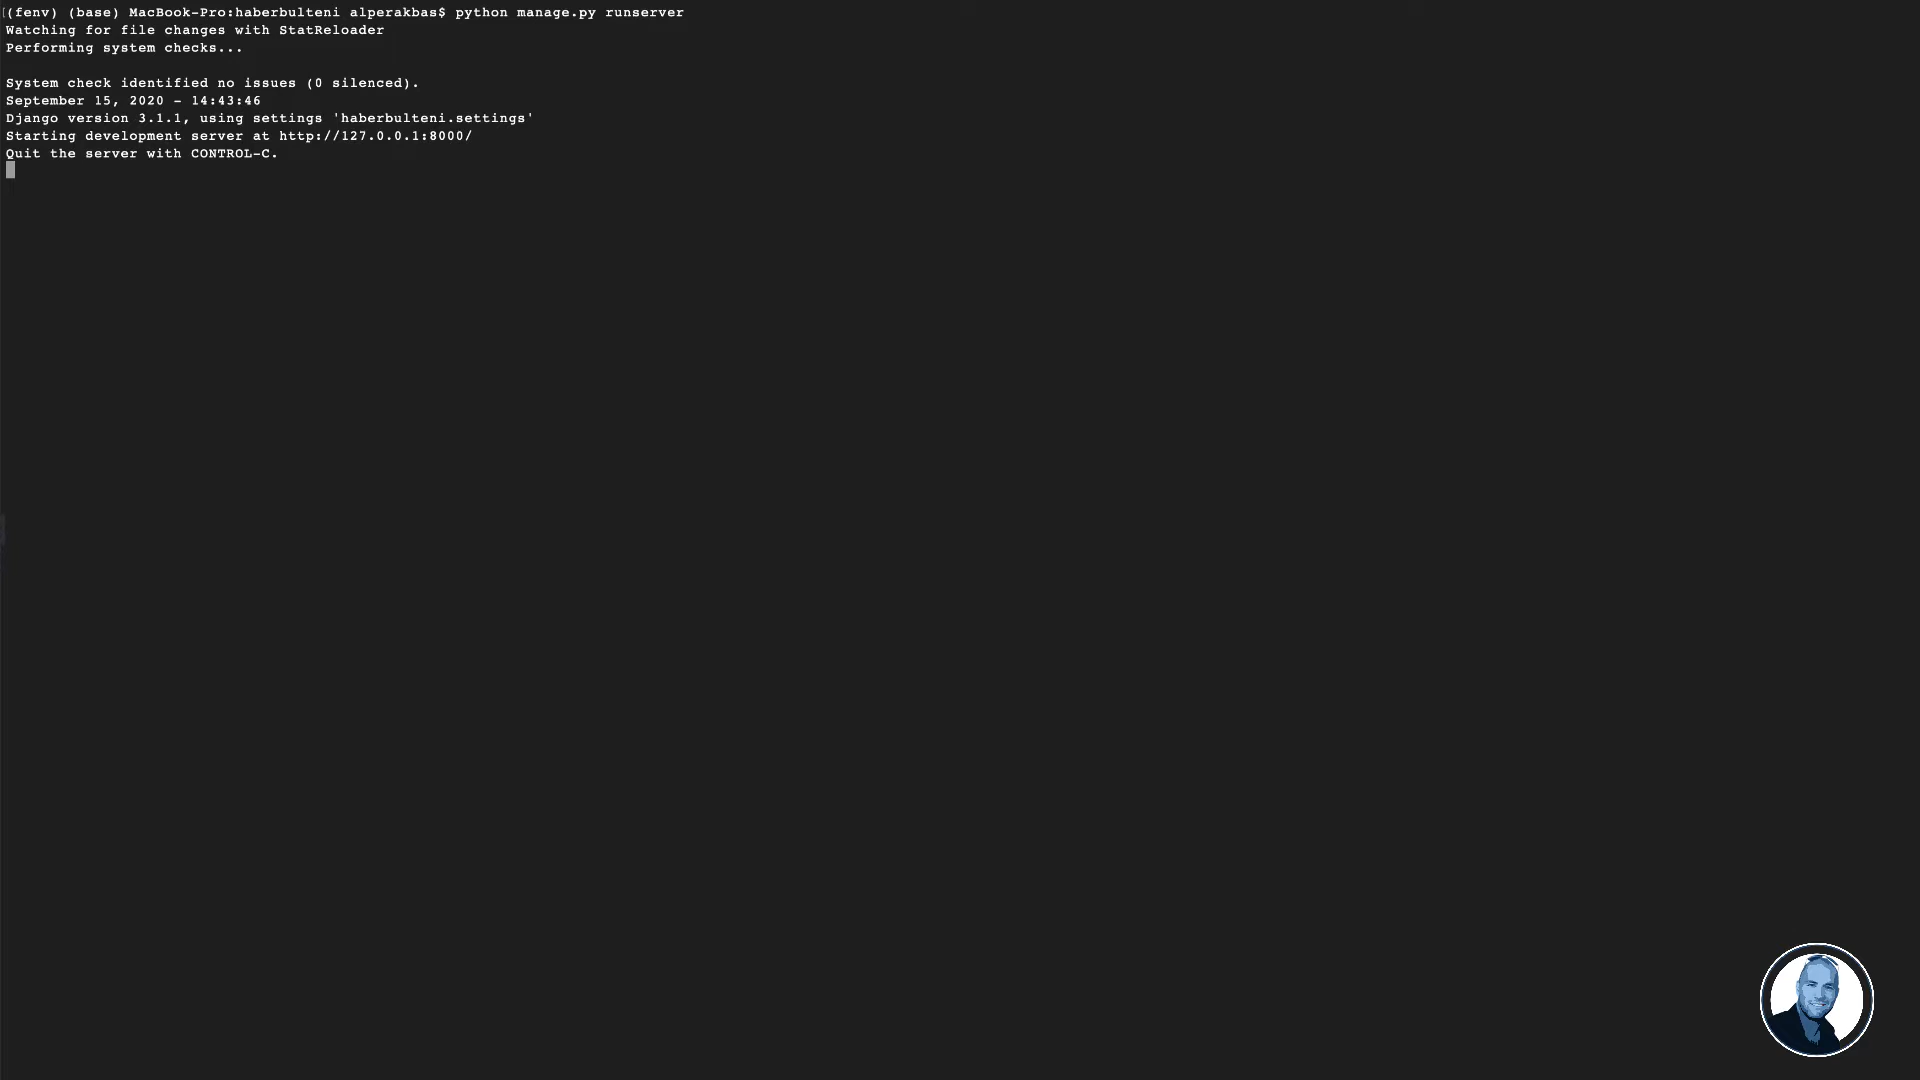 (fenv) (base) MacBook-Pro:haberbulteni alperakbas$ python manage.py runserver
Watching for file changes with StatReloader
Performing system checks...
System check identified no issues (0 silenced).
September 15, 2020 - 14:43:46
Django version 3.1.1, using settings 'haberbulteni.settings'
Starting development server at http://127.0.0.1:8000/
Quit the server with CONTROL-C.